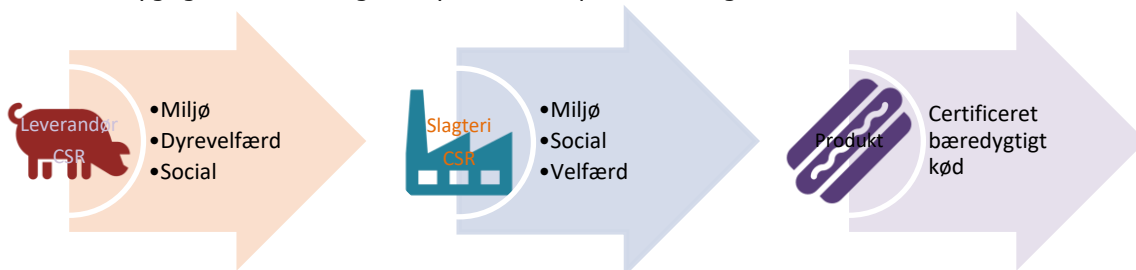 Leverandør
CSR
•Miljø
•Dyrevelfærd
•Social
Slagteri
CSR
•Miljø
•Social
•Velfærd
Produkt
Certificeret
bæredygtigt
kød